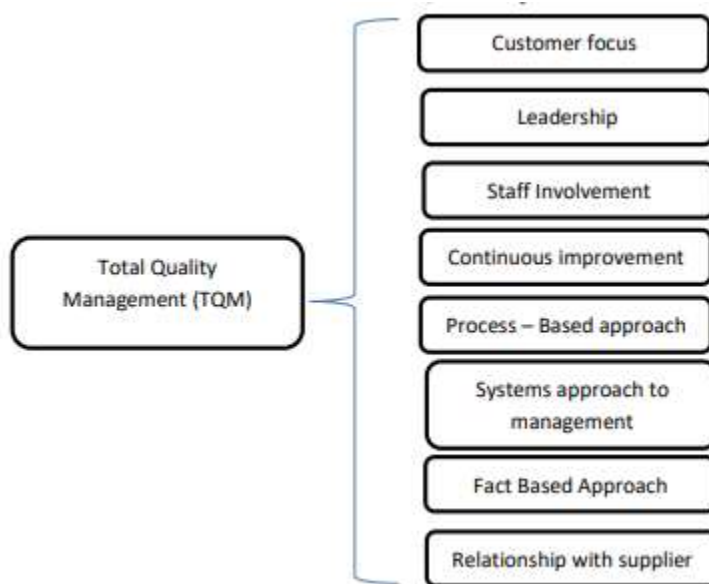 Customer focus
Leadership
Staff Involvement
Total Quality
Management (TQM)
Continuous improvement
Process – Based approach
Systems approach to
management
Fact Based Approach
Relationship with supplier